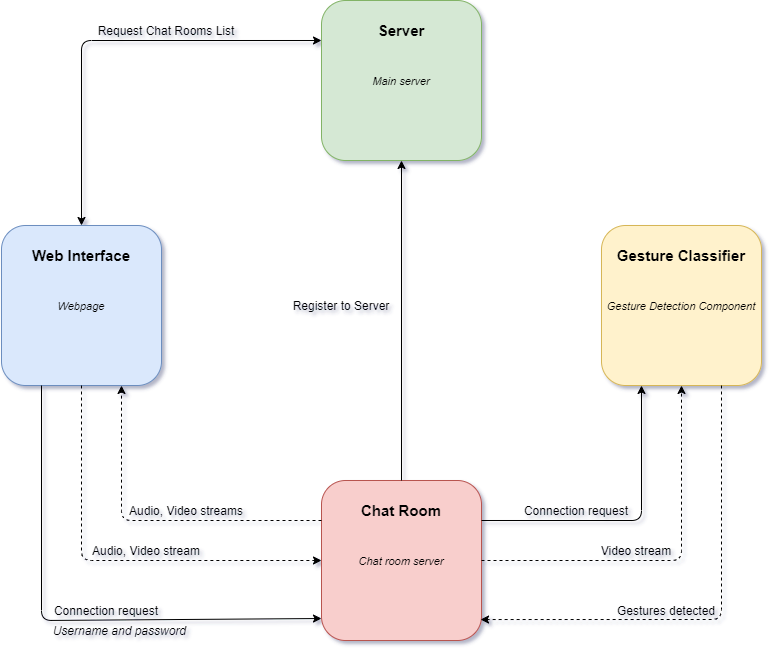 Request Chat Rooms List
Server
Main server
Web Interface
Webpage
Gesture Classifier
Gesture Detection Component
Register to Server
Audio, Video streams
Chat Room
Connection request
Audio, Video stream
Chat room server
Video stream
Connection request
Gestures detected
Username and password